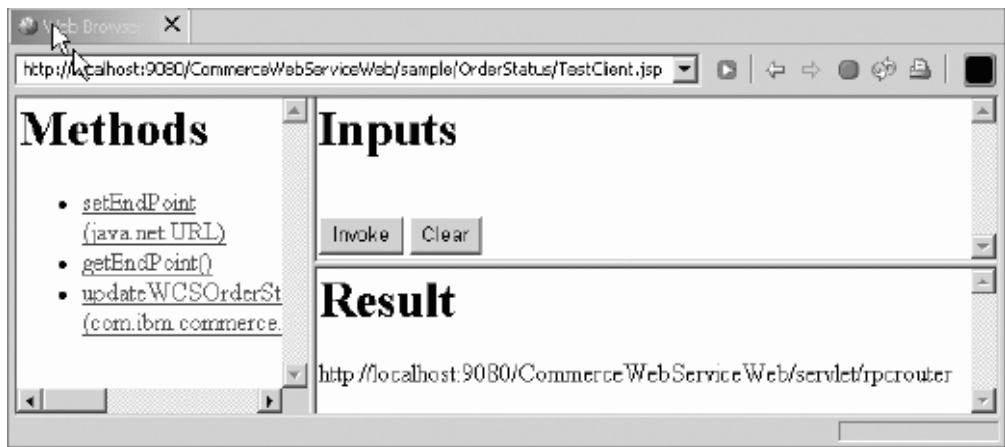 Web Browser
http://localhost:9080/CommerceWebServiceWeb/sample/OrderStatus/TestClient.jsp
Methods
setEndPoint
(java.net.URL)
getEndPoint()
updateWCSOrderSt
(com.ibm.commerce.
Inputs
Invoke Clear
Result
http://localhost:9080/CommerceWebServiceWeb/servlet/rpcrouter